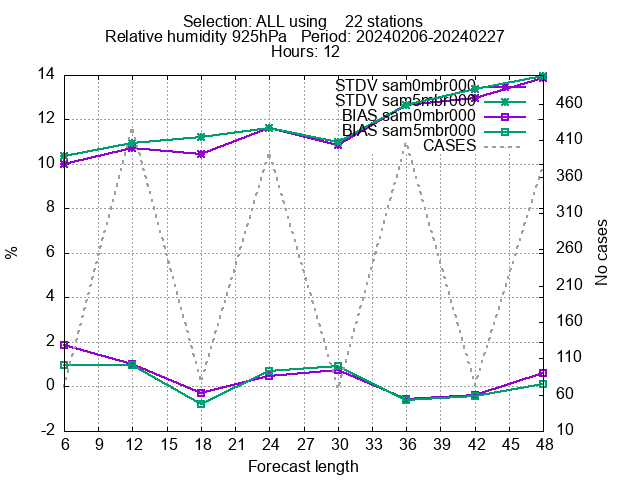 Selection: ALL using 22 stations
Relative humidity 925hPa Period: 20240206-20240227
Hours: 12
STDV sam0mbr000
STDV sam5mbr000
BIAS sam0mbr000
BIAS sam5mbr000
CASES
14
12
10
8
6
4
2
0
-2
%
460
410
360
310
260
210
160
110
60
10
No cases
6 9 12 15 18 21 24 27 30 33 36 39 42 45 48
Forecast length